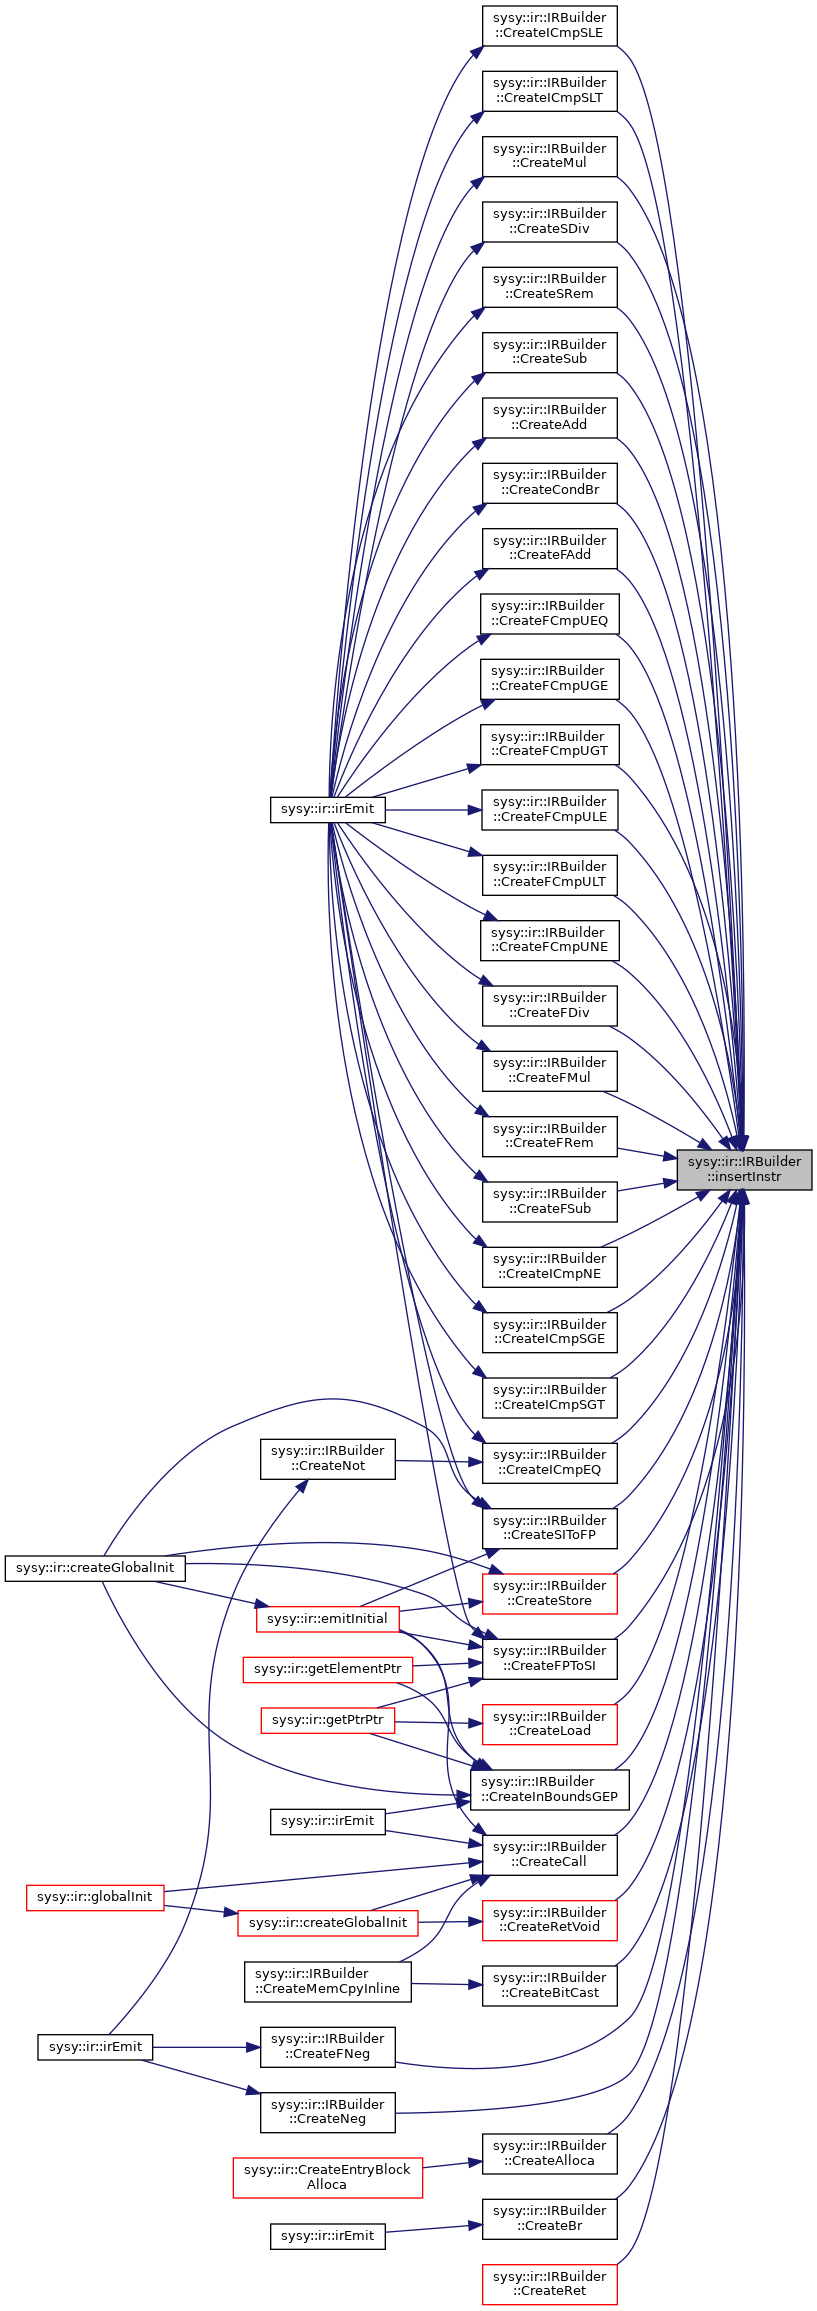 sysy::ir::IRBuilder
::CreateICmpSLE
sysy::ir::IRBuilder
::CreateICmpSLT
sysy::ir::IRBuilder
::CreateMul
sysy::ir::IRBuilder
::CreateSDiv
sysy::ir::IRBuilder
::CreateSRem
sysy::ir::IRBuilder
::CreateSub
sysy::ir::IRBuilder
::CreateAdd
sysy::ir::IRBuilder
::CreateCondBr
sysy::ir::IRBuilder
::CreateFAdd
sysy::ir::IRBuilder
::CreateFCmpUEQ
sysy::ir::IRBuilder
::CreateFCmpUGE
sysy::ir::IRBuilder
::CreateFCmpUGT
sysy::ir::irEmit
sysy::ir::IRBuilder
::CreateFCmpULE
sysy::ir::IRBuilder
::CreateFCmpULT
sysy::ir::IRBuilder
::CreateFCmpUNE
sysy::ir::IRBuilder
::CreateFDiv
sysy::ir::IRBuilder
::CreateFMul
sysy::ir::IRBuilder
::CreateFRem
sysy::ir::IRBuilder
::insertInstr
sysy::ir::IRBuilder
::CreateFSub
sysy::ir::IRBuilder
::CreateICmpNE
sysy::ir::IRBuilder
::CreateICmpSGE
sysy::ir::IRBuilder
::CreateICmpSGT
sysy::ir::IRBuilder
::CreateNot
sysy::ir::IRBuilder
::CreateICmpEQ
sysy::ir::IRBuilder
::CreateSIToFP
sysy::ir::createGlobalInit
sysy::ir::IRBuilder
::CreateStore
sysy::ir::emitInitial
sysy::ir::IRBuilder
::CreateFPToSI
sysy::ir::getElementPtr
sysy::ir::getPtrPtr
sysy::ir::IRBuilder
::CreateLoad
sysy::ir::IRBuilder
::CreateInBoundsGEP
sysy::ir::irEmit
sysy::ir::IRBuilder
::CreateCall
sysy::ir::globalInit
sysy::ir::createGlobalInit
sysy::ir::IRBuilder
::CreateRetVoid
sysy::ir::IRBuilder
::CreateMemCpyInline
sysy::ir::IRBuilder
::CreateBitCast
sysy::ir::irEmit
sysy::ir::IRBuilder
::CreateFNeg
sysy::ir::IRBuilder
::CreateNeg
sysy::ir::IRBuilder
::CreateAlloca
sysy::ir::CreateEntryBlock
Alloca
sysy::ir::IRBuilder
::CreateBr
sysy::ir::irEmit
sysy::ir::IRBuilder
::CreateRet